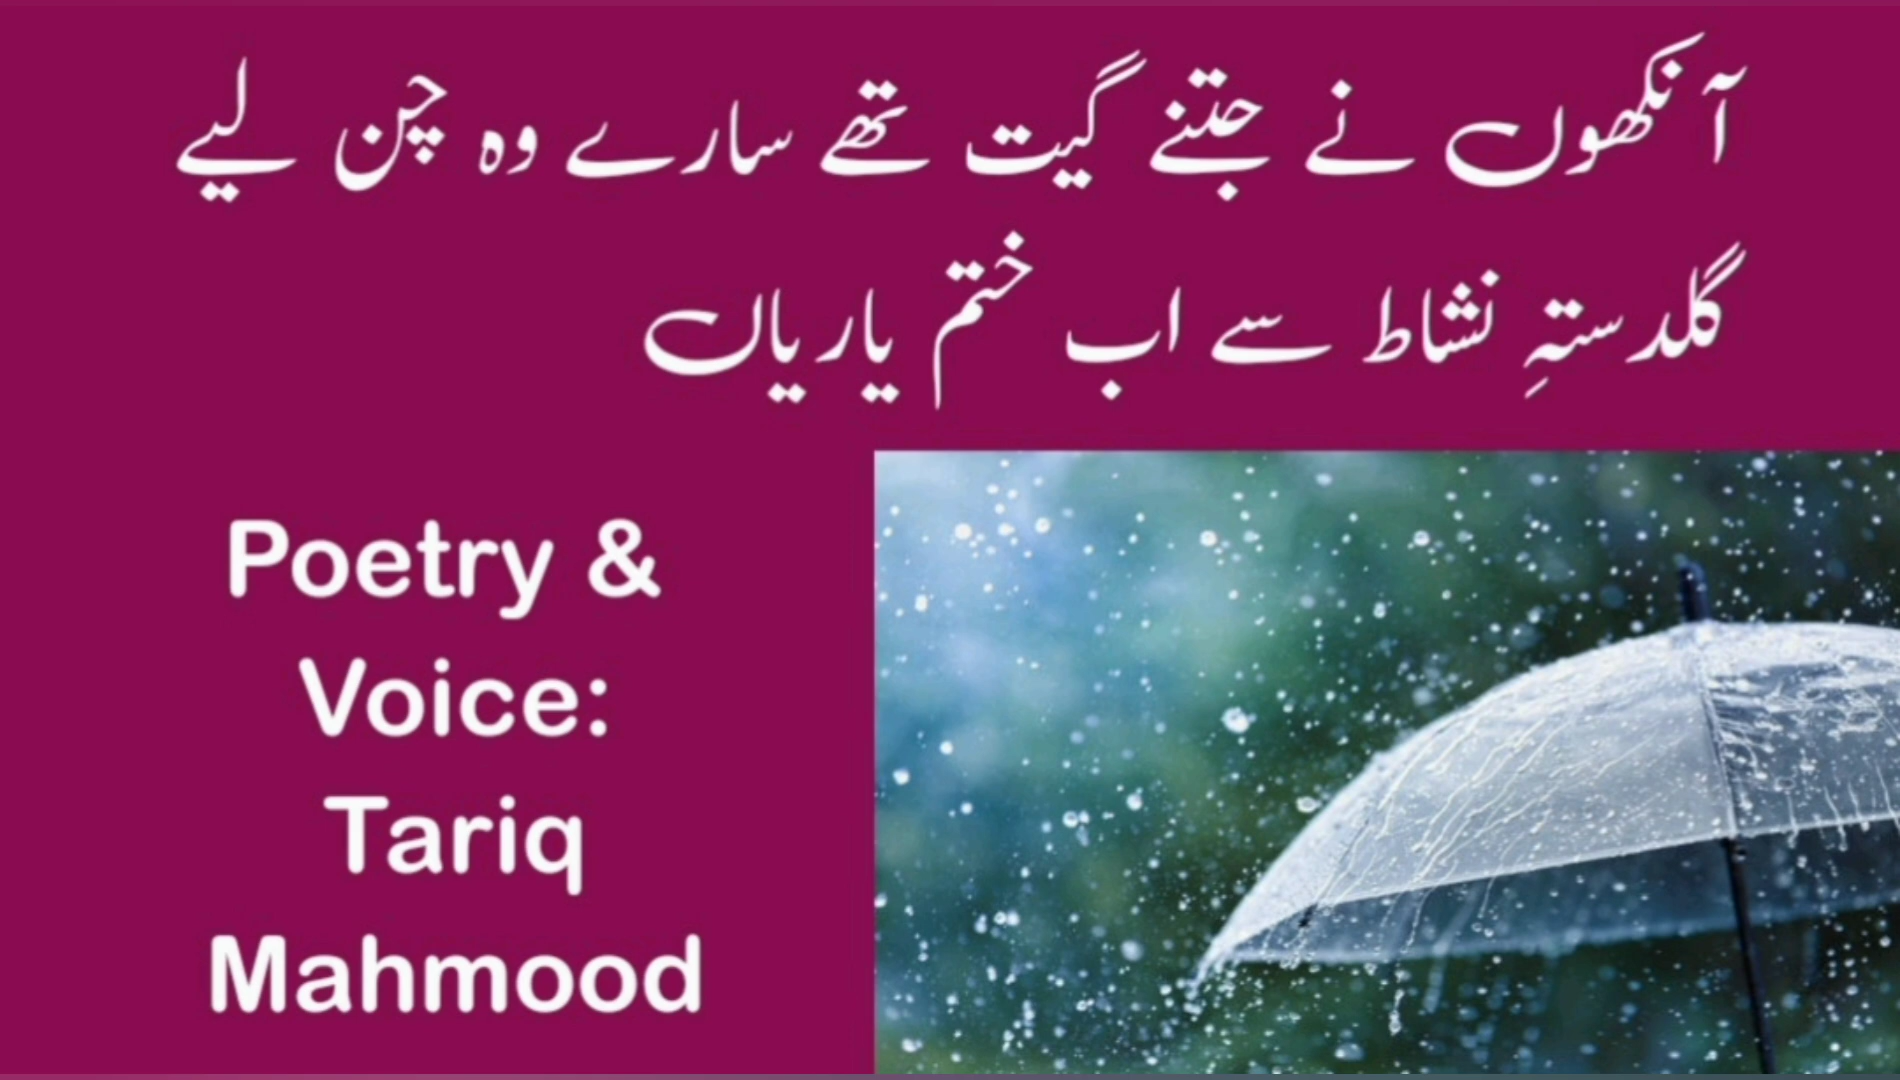 آنکھوں نے جتنے گیت تھے سارے وہ چن لیے
گلدستۂِ نشاط سے اب ختم یاریاں
Poetry &
Voice:
Tariq
Mahmood